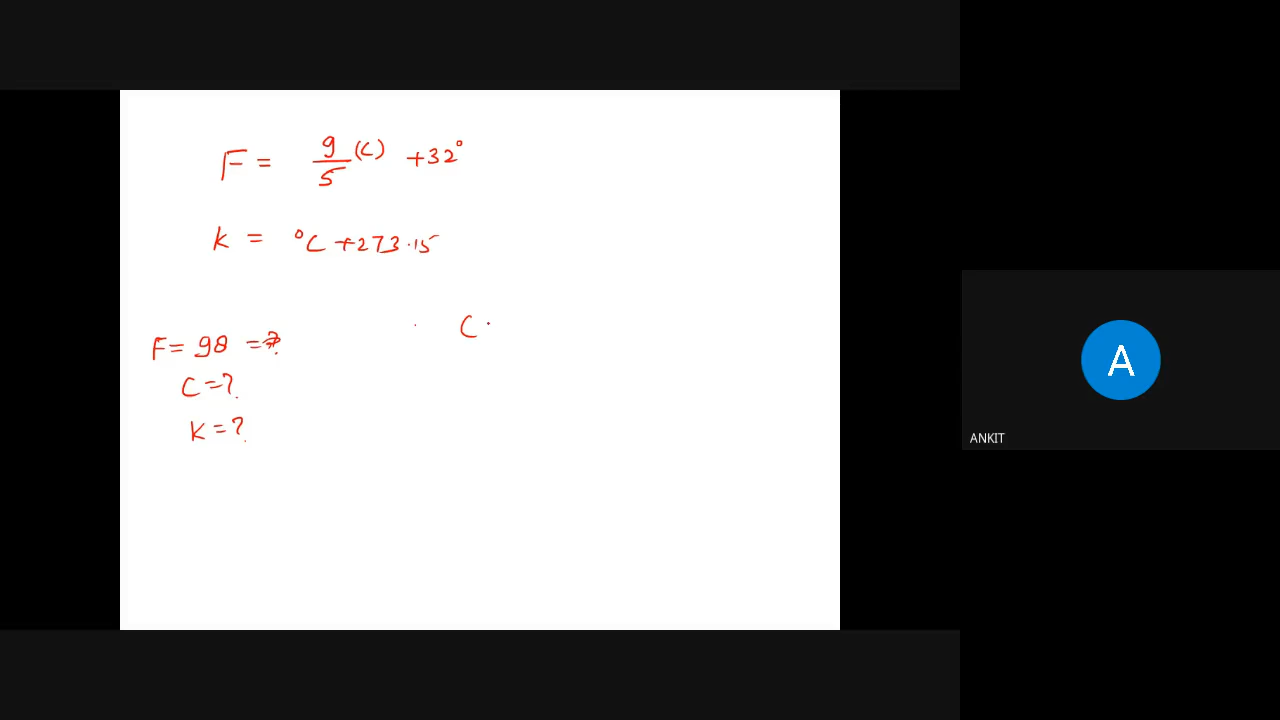 F = 9/5 (C) + 32°
K = °C + 273.15
F = 98 = ?
C = ?
K = ?
C
A
ANKIT